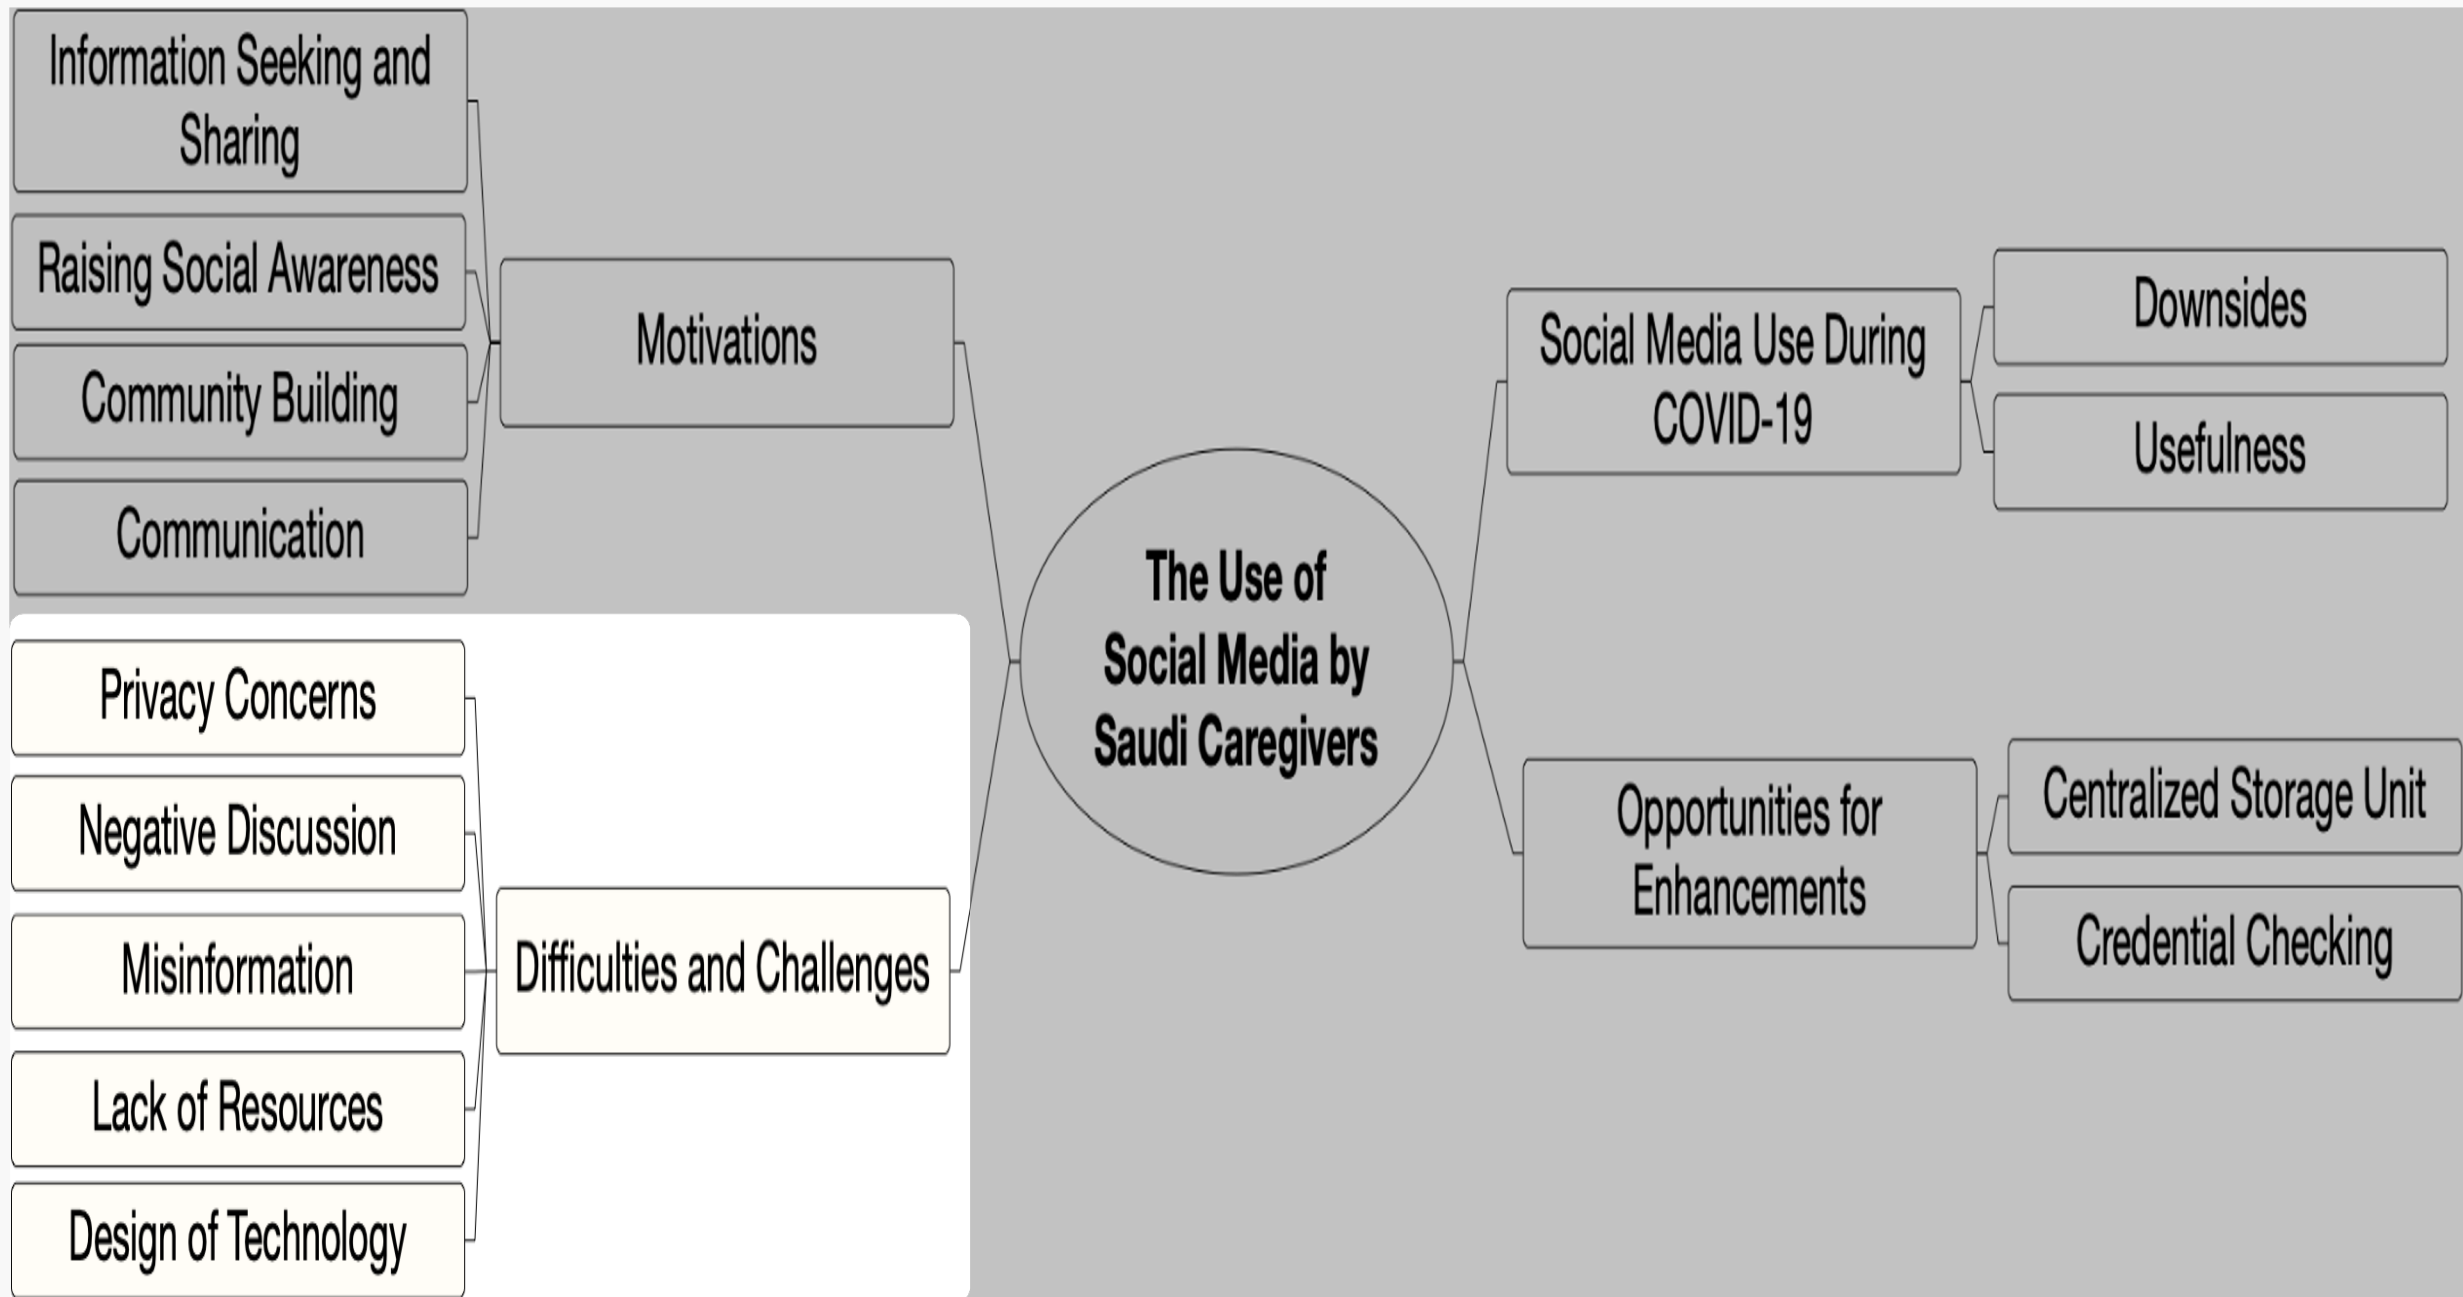 Information Seeking and
Sharing
Raising Social Awareness
Community Building
Communication
Motivations
Privacy Concerns
Negative Discussion
Misinformation
Lack of Resources
Design of Technology
Difficulties and Challenges
The Use of
Social Media by
Saudi Caregivers
Social Media Use During
COVID-19
Downsides
Usefulness
Opportunities for
Enhancements
Centralized Storage Unit
Credential Checking